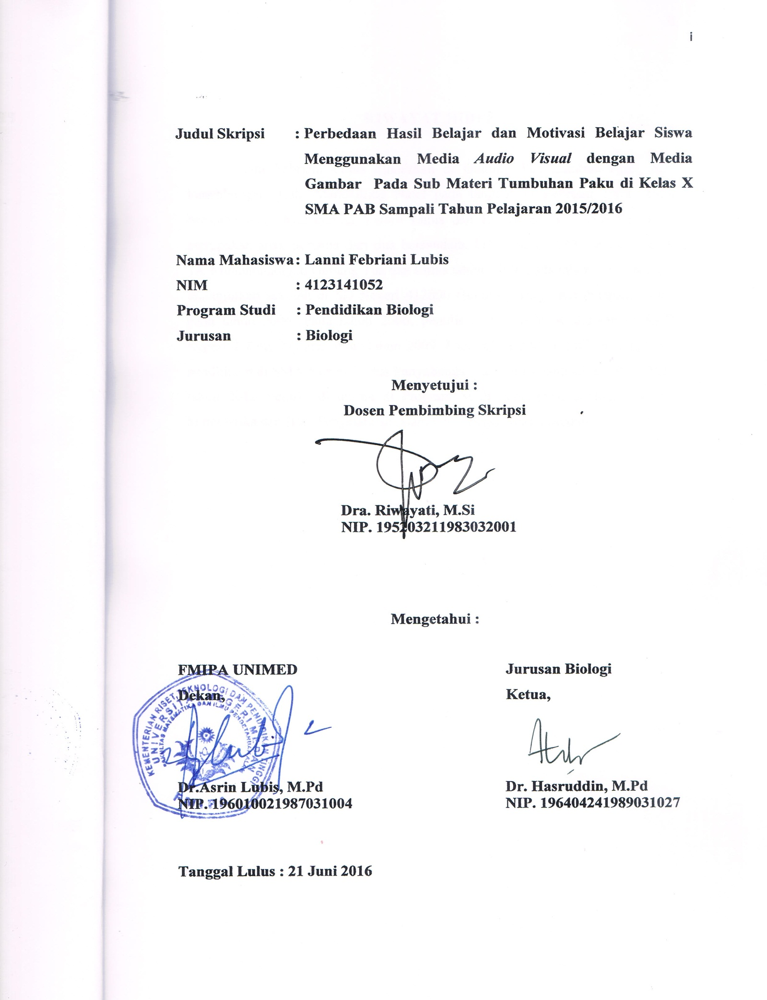 i
Judul Skripsi : Perbedaan Hasil Belajar dan Motivasi Belajar Siswa
Menggunakan Media Audio Visual dengan Media
Gambar Pada Sub Materi Tumbuhan Paku di Kelas X
SMA PAB Sampali Tahun Pelajaran 2015/2016
Nama Mahasiswa : Lanni Febriani Lubis
NIM : 4123141052
Program Studi : Pendidikan Biologi
Jurusan : Biologi
Menyetujui :
Dosen Pembimbing Skripsi
Dra. Riwayati, M.Si
NIP.
Mengetahui :
FMIPA UNIMED
Dekan,
KEMENTERIAN RISET, TEKNOLOGI DAN PENDIDIKAN TINGGI
UNIVERSITAS NEGERI MEDAN
FAKULTAS MATEMATIKA DAN ILMU PENGETAHUAN ALAM
FMIPA
Dr.Asrin Lubis, M.Pd
NIP. 196010021987031004
Jurusan Biologi
Ketua,
Dr. Hasruddin, M.Pd
NIP. 196404241989031027
Tanggal Lulus : 21 Juni 2016